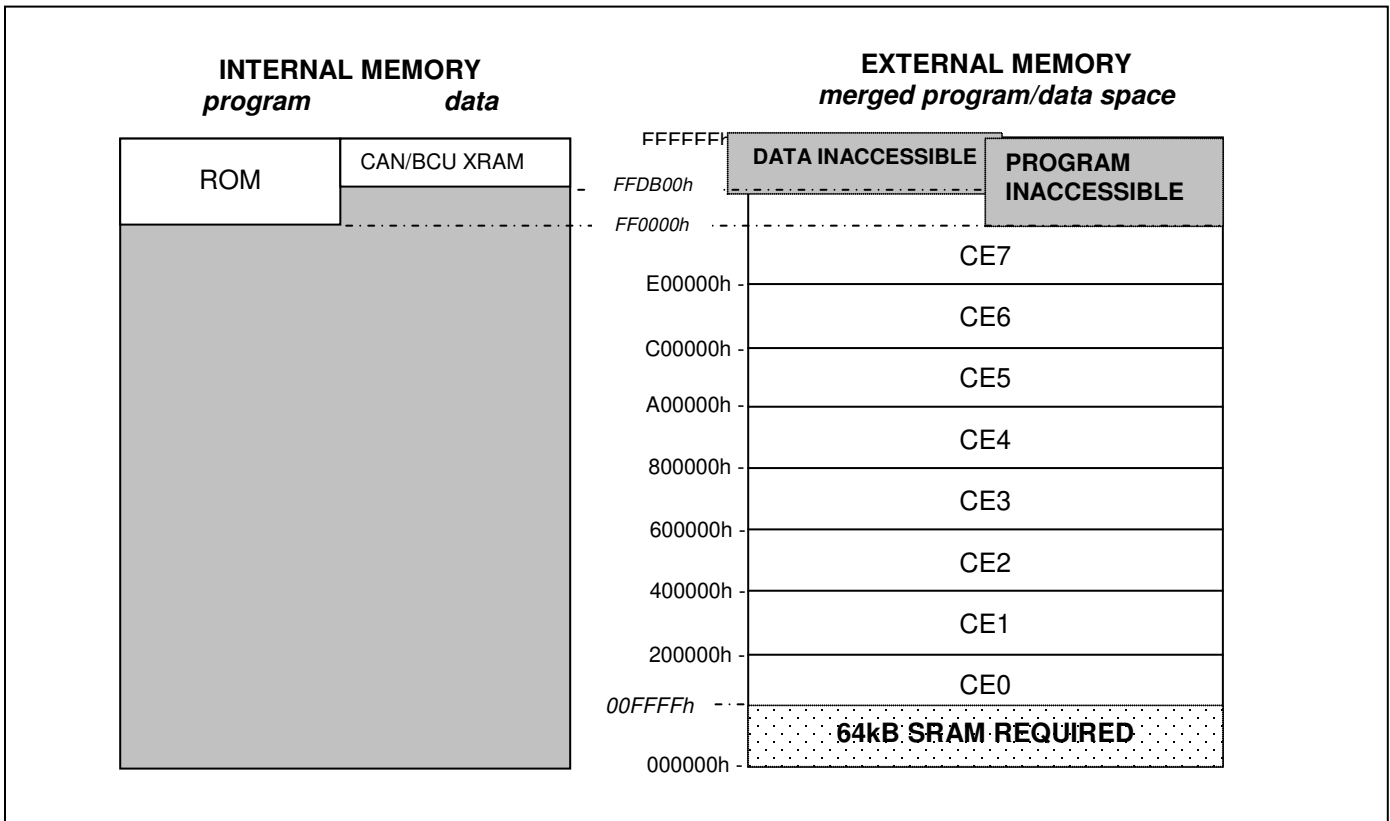 INTERNAL MEMORY
program data
EXTERNAL MEMORY
merged program/data space
ROM
CAN/BCU XRAM
FFFFFFh
DATA INACCESSIBLE
PROGRAM
INACCESSIBLE
FFDB00h
FF0000h
CE7
E00000h -
CE6
C00000h -
CE5
A00000h -
CE4
800000h -
CE3
600000h -
CE2
400000h -
CE1
200000h -
CE0
00FFFFh
64kB SRAM REQUIRED
000000h -